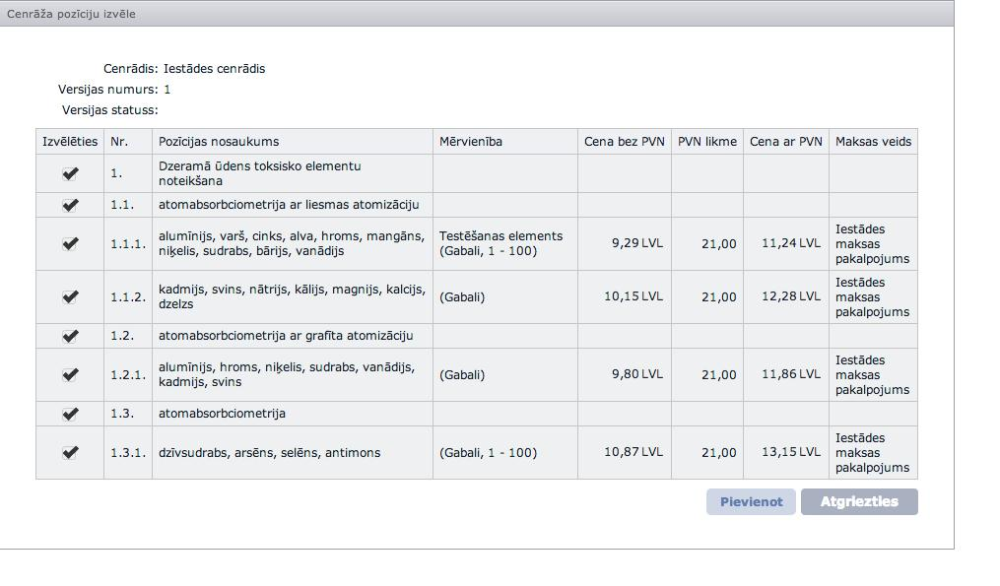 Cenrāža pozīciju izvēle
Cenrādis: Iestādes cenrādis
Versijas numurs: 1
Versijas statuss:
Izvēlēties Nr. Pozīcijas nosaukums Mērvienība Cena bez PVN PVN likme Cena ar PVN Maksas veids
1. Dzeramā ūdens toksisko elementu
noteikšana
1.1. atomabsorbciometrija ar liesmas atomizāciju
1.1.1. alumīnijs, varš, cinks, alva, hroms, mangāns,
niķelis, sudrabs, bārijs, vanādijs
Testēšanas elements
(Gabali, 1 - 100)
9,29 LVL 21,00 11,24 LVL
Iestādes
maksas
pakalpojums
1.1.2. kadmijs, svins, nātrijs, kālijs, magnijs, kalcijs,
dzelzs
(Gabali) 10,15 LVL 21,00 12,28 LVL
Iestādes
maksas
pakalpojums
1.2. atomabsorbciometrija ar grafīta atomizāciju
1.2.1. alumīnijs, hroms, niķelis, sudrabs, vanādijs,
kadmijs, svins
(Gabali) 9,80 LVL 21,00 11,86 LVL
Iestādes
maksas
pakalpojums
1.3. atomabsorbciometrija
1.3.1. dzīvsudrabs, arsēns, selēns, antimons (Gabali, 1 - 100) 10,87 LVL 21,00 13,15 LVL
Iestādes
maksas
pakalpojums
Pievienot Atgriezties